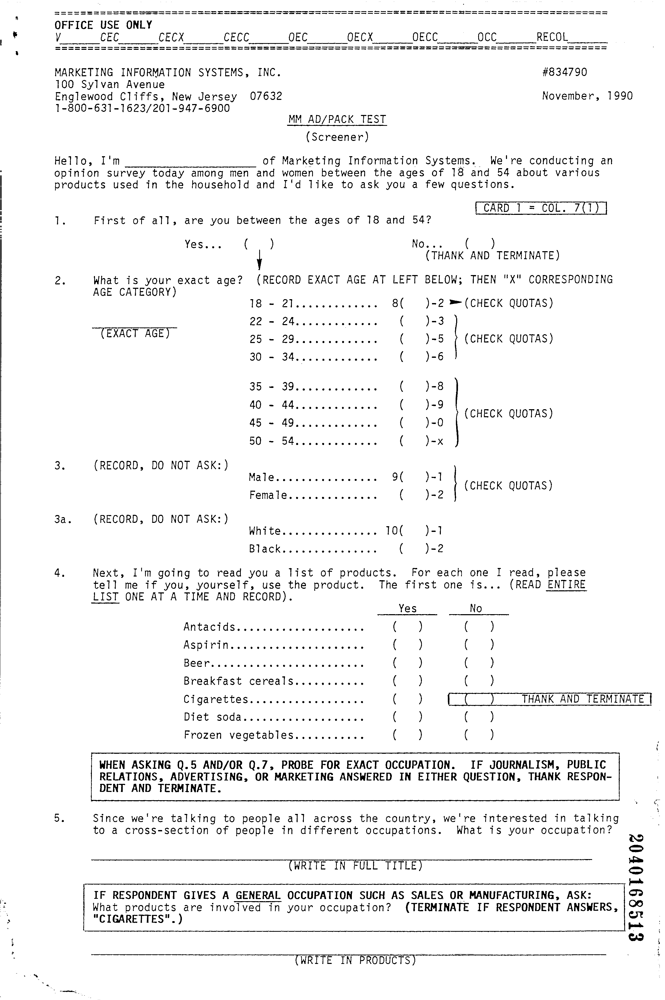 OFFICE USE ONLY
V______CEC______CECX______CECC______OEC______OECX______OECC______OCC______RECOL______
MARKETING INFORMATION SYSTEMS, INC. #834790
100 Sylvan Avenue
Englewood Cliffs, New Jersey 07632 November, 1990
1-800-631-1623/201-947-6900
MM AD/PACK TEST
(Screener)
Hello, I'm ____________________ of Marketing Information Systems. We're conducting an
opinion survey today among men and women between the ages of 18 and 54 about various
products used in the household and I'd like to ask you a few questions.
CARD 1 = COL. 7(1)
1. First of all, are you between the ages of 18 and 54?
Yes... ( ) No... ( )
(THANK AND TERMINATE)
2. What is your exact age? (RECORD EXACT AGE AT LEFT BELOW; THEN "X" CORRESPONDING
AGE CATEGORY)
18 - 21............. 8( )-2 ►(CHECK QUOTAS)
22 - 24............. ( )-3
(EXACT AGE) 25 - 29............. ( )-5 (CHECK QUOTAS)
30 - 34............. ( )-6
35 - 39............. ( )-8
40 - 44............. ( )-9
(CHECK QUOTAS)
45 - 49............. ( )-0
50 - 54............. ( )-x
3. (RECORD, DO NOT ASK:)
Male............... 9( )-1
(CHECK QUOTAS)
Female............. ( )-2
3a. (RECORD, DO NOT ASK:)
White.............. 10( )-1
Black.............. ( )-2
4. Next, I'm going to read you a list of products. For each one I read, please
tell me if you, yourself, use the product. The first one is... (READ ENTIRE
LIST ONE AT A TIME AND RECORD).
Yes No
Antacids................... ( ) ( )
Aspirin.................... ( ) ( )
Beer....................... ( ) ( )
Breakfast cereals.......... ( ) ( )
Cigarettes................. ( ) ( ) THANK AND TERMINATE
Diet soda.................. ( ) ( )
Frozen vegetables.......... ( ) ( )
WHEN ASKING Q.5 AND/OR Q.7, PROBE FOR EXACT OCCUPATION. IF JOURNALISM, PUBLIC
RELATIONS, ADVERTISING, OR MARKETING ANSWERED IN EITHER QUESTION, THANK RESPON-
DENT AND TERMINATE.
5. Since we're talking to people all across the country, we're interested in talking
to a cross-section of people in different occupations. What is your occupation?
(WRITE IN FULL TITLE)
IF RESPONDENT GIVES A GENERAL OCCUPATION SUCH AS SALES OR MANUFACTURING, ASK:
What products are involved in your occupation? (TERMINATE IF RESPONDENT ANSWERS,
"CIGARETTES".)
(WRITE IN PRODUCTS)
2040168513